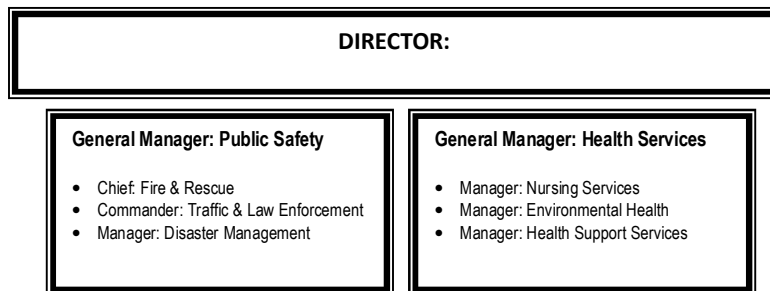 DIRECTOR:
General Manager: Public Safety
• Chief: Fire & Rescue
• Commander: Traffic & Law Enforcement
• Manager: Disaster Management
General Manager: Health Services
• Manager: Nursing Services
• Manager: Environmental Health
• Manager: Health Support Services